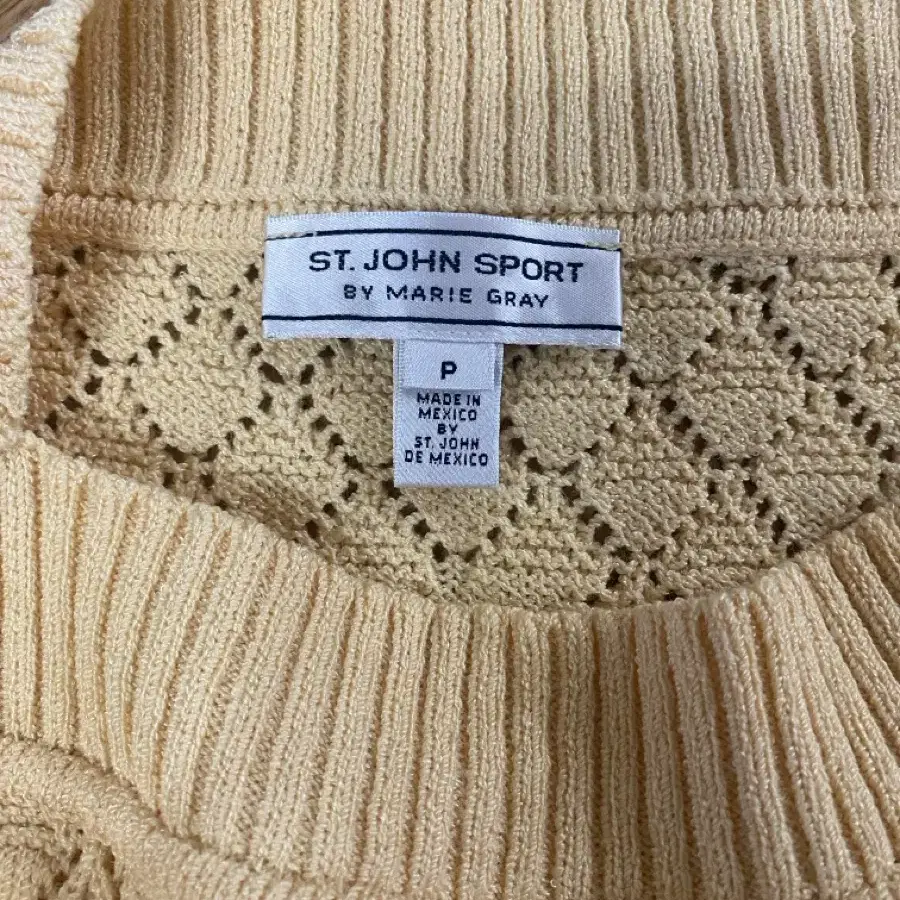 ST. JOHN SPORT
BY MARIE GRAY
P
MADE IN
MEXICO
BY
ST. JOHN
DE MEXICO